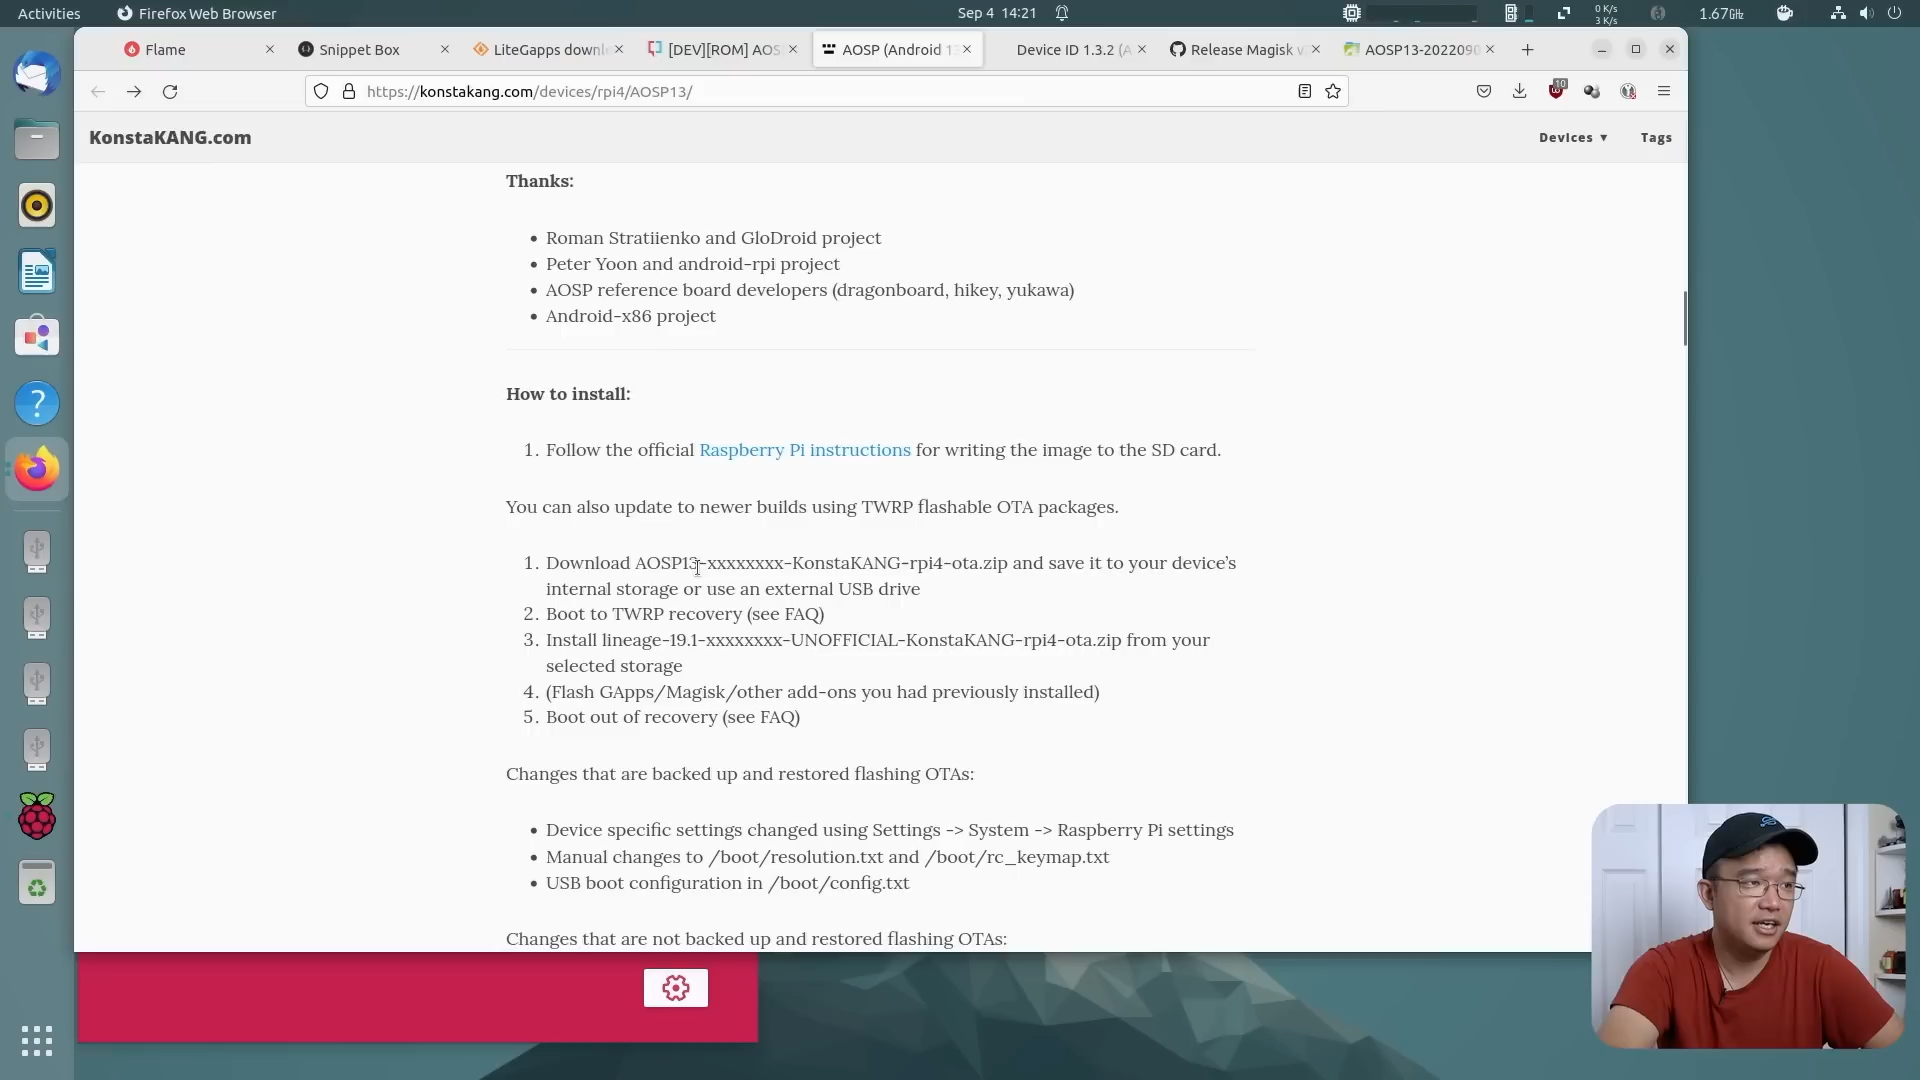 Activities
Firefox Web Browser
Sep 4 14:21
0 K/s
3 K/s
1.67GHz
Flame
Snippet Box
LiteGapps downl
[DEV][ROM] AOS
AOSP (Android 13
Device ID 1.3.2 (A
Release Magisk v
AOSP13-2022090
https://konstakang.com/devices/rpi4/AOSP13/
10
KonstaKANG.com
Devices ▼
Tags
Thanks:
• Roman Stratiienko and GloDroid project
• Peter Yoon and android-rpi project
• AOSP reference board developers (dragonboard, hikey, yukawa)
• Android-x86 project
How to install:
1. Follow the official Raspberry Pi instructions for writing the image to the SD card.
You can also update to newer builds using TWRP flashable OTA packages.
1. Download AOSP13-xxxxxxxx-KonstaKANG-rpi4-ota.zip and save it to your device’s
internal storage or use an external USB drive
2. Boot to TWRP recovery (see FAQ)
3. Install lineage-19.1-xxxxxxxx-UNOFFICIAL-KonstaKANG-rpi4-ota.zip from your
selected storage
4. (Flash GApps/Magisk/other add-ons you had previously installed)
5. Boot out of recovery (see FAQ)
Changes that are backed up and restored flashing OTAs:
• Device specific settings changed using Settings -> System -> Raspberry Pi settings
• Manual changes to /boot/resolution.txt and /boot/rc_keymap.txt
• USB boot configuration in /boot/config.txt
Changes that are not backed up and restored flashing OTAs: